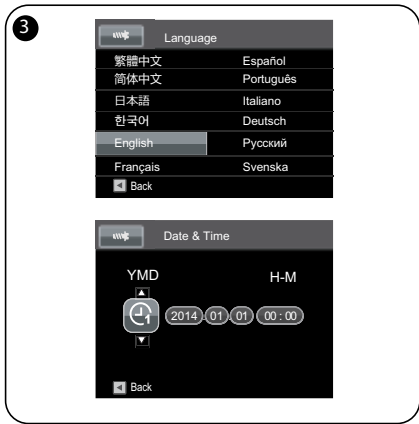 3
Language
繁體中文 Español
简体中文 Português
日本語 Italiano
한국어 Deutsch
English Русский
Français Svenska
Back
Date & Time
YMD H-M
2014.01.01 00 : 00
Back